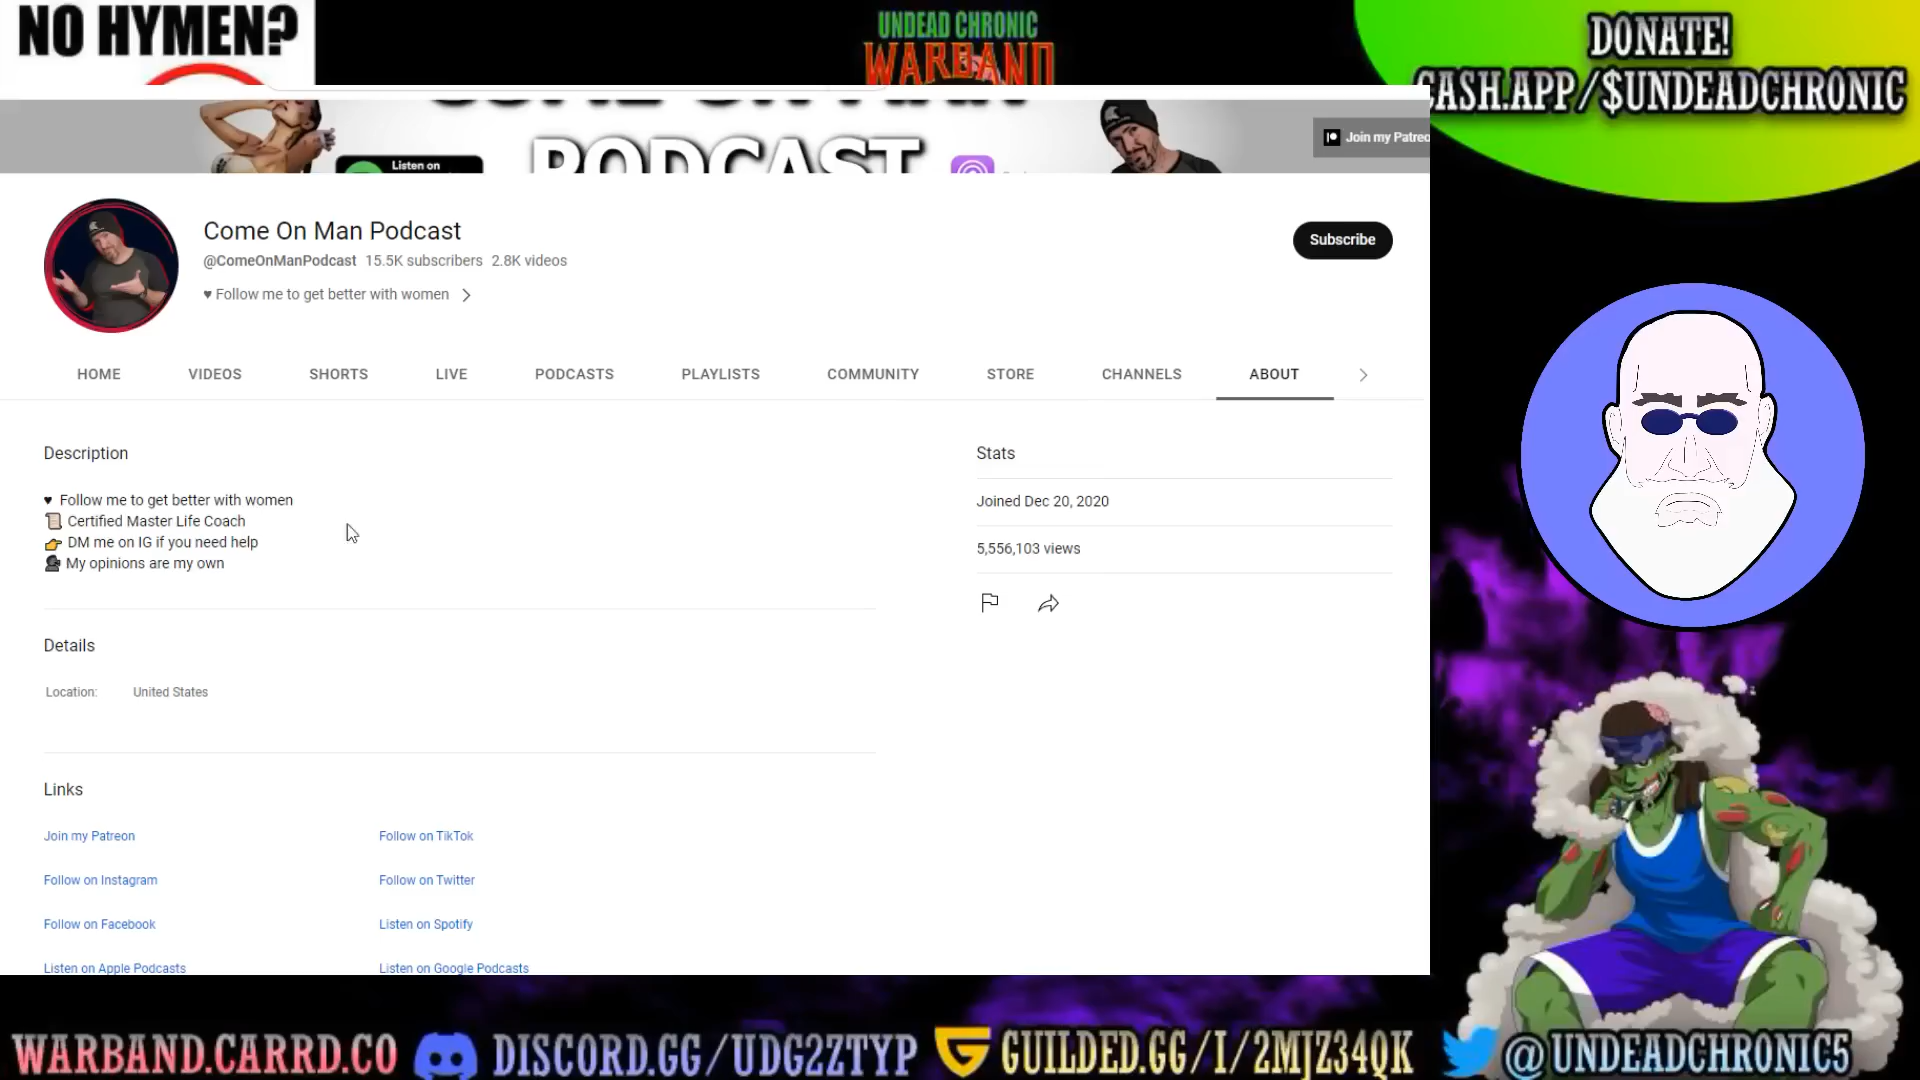 NO HYMEN?
UNDEAD CHRONIC
WARBAND
DONATE!
CASH.APP/$UNDEADCHRONIC
COME ON MAN
PODCAST
Listen on
Join my Patreo
Come On Man Podcast
@ComeOnManPodcast 15.5K subscribers 2.8K videos
♥ Follow me to get better with women
Subscribe
HOME VIDEOS SHORTS LIVE PODCASTS PLAYLISTS COMMUNITY STORE CHANNELS ABOUT
Description
♥ Follow me to get better with women
📜 Certified Master Life Coach
👉 DM me on IG if you need help
🗣 My opinions are my own
Stats
Joined Dec 20, 2020
5,556,103 views
Details
Location: United States
Links
Join my Patreon Follow on TikTok
Follow on Instagram Follow on Twitter
Follow on Facebook Listen on Spotify
Listen on Apple Podcasts Listen on Google Podcasts
WARBAND.CARRD.CO DISCORD.GG/UDG2ZTYP GUILDED.GG/I/2MJZ34QK @UNDEADCHRONIC5